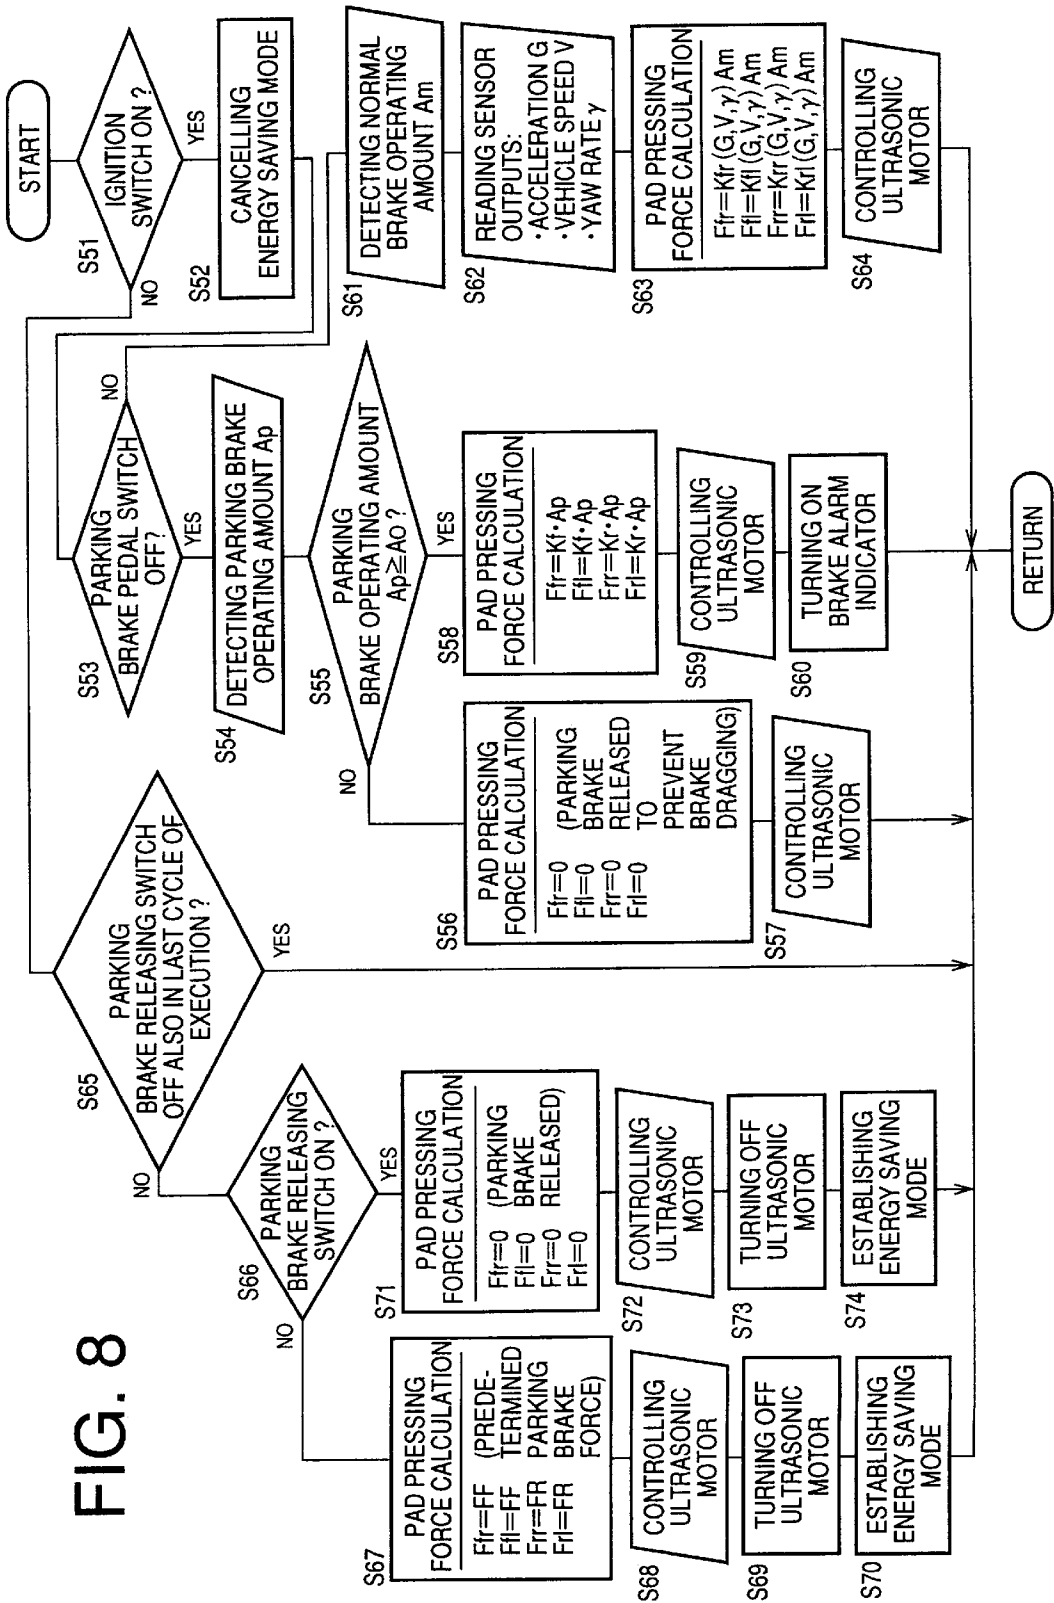 FIG. 8
START
S51
IGNITION
SWITCH ON ?
NO
YES
S52
CANCELLING
ENERGY SAVING MODE
S53
PARKING
BRAKE PEDAL SWITCH
OFF?
NO
YES
S54
DETECTING PARKING BRAKE
OPERATING AMOUNT Ap
S55
PARKING
BRAKE OPERATING AMOUNT
Ap≧Ao ?
NO
YES
S56
PAD PRESSING
FORCE CALCULATION
Ffr=0 (PARKING
Ffl=0 BRAKE
Frr=0 RELEASED
Frl=0 TO
PREVENT
BRAKE
DRAGGING)
S57
CONTROLLING
ULTRASONIC
MOTOR
S58
PAD PRESSING
FORCE CALCULATION
Ffr=Kf・Ap
Ffl=Kf・Ap
Frr=Kr・Ap
Frl=Kr・Ap
S59
CONTROLLING
ULTRASONIC
MOTOR
S60
TURNING ON
BRAKE ALARM
INDICATOR
S61
DETECTING NORMAL
BRAKE OPERATING
AMOUNT Am
S62
READING SENSOR
OUTPUTS:
・ACCELERATION G
・VEHICLE SPEED V
・YAW RATE γ
S63
PAD PRESSING
FORCE CALCULATION
Ffr=Kfr (G,V,γ) Am
Ffl=Kfl (G,V,γ) Am
Frr=Krr (G,V,γ) Am
Frl=Krl (G,V,γ) Am
S64
CONTROLLING
ULTRASONIC
MOTOR
S65
PARKING
BRAKE RELEASING SWITCH
OFF ALSO IN LAST CYCLE OF
EXECUTION ?
NO
YES
S66
PARKING
BRAKE RELEASING
SWITCH ON ?
NO
YES
S67
PAD PRESSING
FORCE CALCULATION
Ffr=FF (PREDE-
Ffl=FF TERMINED
Frr=FR PARKING
Frl=FR BRAKE
FORCE)
S68
CONTROLLING
ULTRASONIC
MOTOR
S69
TURNING OFF
ULTRASONIC
MOTOR
S70
ESTABLISHING
ENERGY SAVING
MODE
S71
PAD PRESSING
FORCE CALCULATION
Ffr=0 (PARKING
Ffl=0 BRAKE
Frr=0 RELEASED)
Frl=0
S72
CONTROLLING
ULTRASONIC
MOTOR
S73
TURNING OFF
ULTRASONIC
MOTOR
S74
ESTABLISHING
ENERGY SAVING
MODE
RETURN